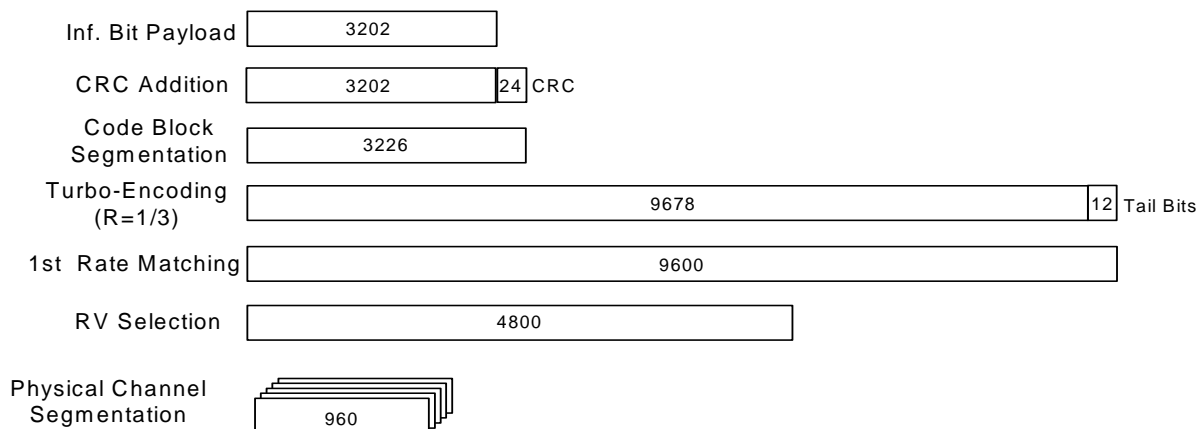 Inf. Bit Payload 3202
CRC Addition 3202 24 CRC
Code Block
Segmentation 3226
Turbo-Encoding
(R=1/3) 9678 12 Tail Bits
1st Rate Matching 9600
RV Selection 4800
Physical Channel
Segmentation 960